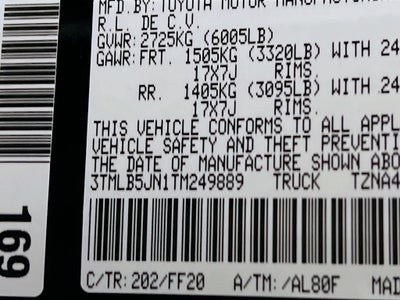 MFD.BY:TOYOTA MOTOR
R.L. DE C.V.
GVWR: 2725KG (6005LB)
GAWR:FRT. 1505KG (3320LB) WITH 24
17X7J RIMS.
RR. 1405KG (3095LB) WITH 24
17X7J RIMS.
THIS VEHICLE CONFORMS TO ALL APPL
VEHICLE SAFETY AND THEFT PREVENTI
THE DATE OF MANUFACTURE SHOWN ABO
3TMLB5JN1TM249889 TRUCK TZNA4
C/TR: 202/FF20 A/TM: /AL80F MAD
169